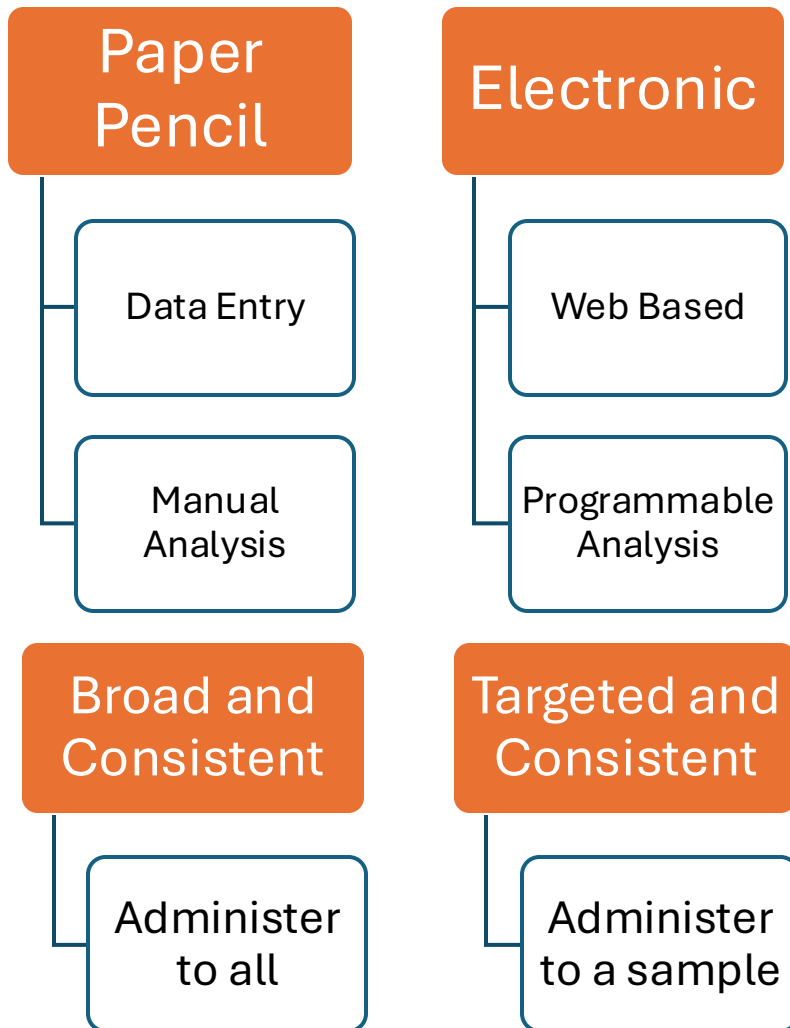 Paper
Pencil
Data Entry
Manual
Analysis
Electronic
Web Based
Programmable
Analysis
Broad and
Consistent
Administer
to all
Targeted and
Consistent
Administer
to a sample